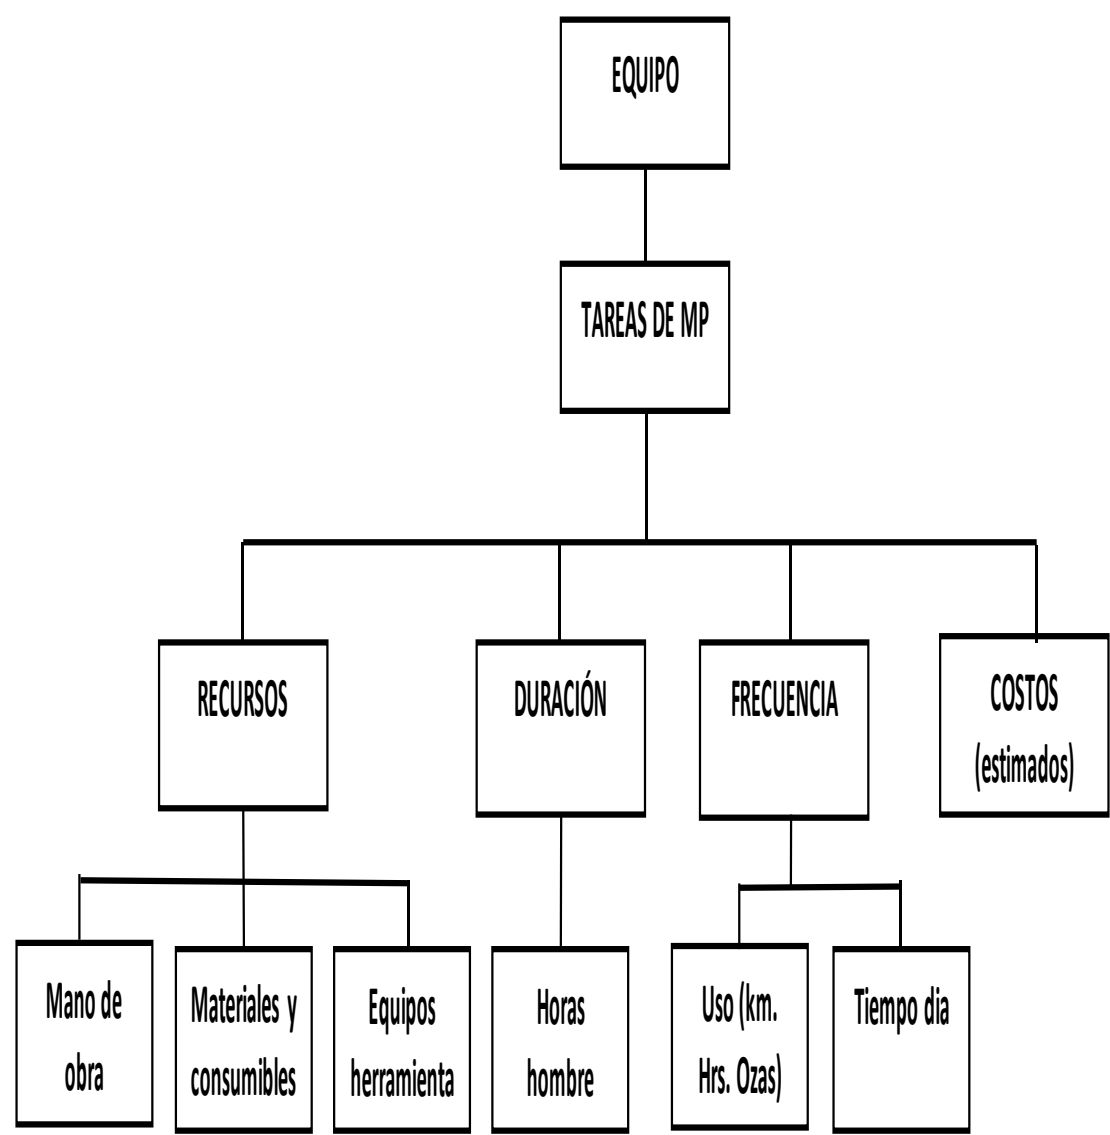 EQUIPO
TAREAS DE MP
RECURSOS
DURACIÓN
FRECUENCIA
COSTOS
(estimados)
Mano de
obra
Materiales y
consumibles
Equipos
herramienta
Horas
hombre
Uso (km.
Hrs. Ozas)
Tiempo dia